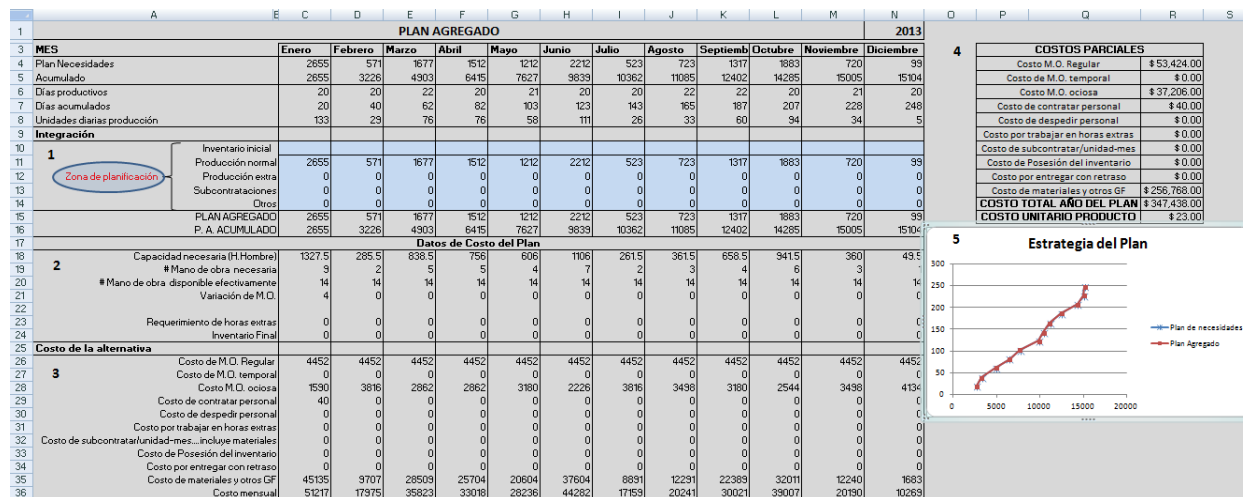 A E C D E F G H I J K L M N O P Q R S
1 PLAN AGREGADO 2013
3 MES Enero Febrero Marzo Abril Mayo Junio Julio Agosto Septiemb Octubre Noviembre Diciembre
4 Plan Necesidades 2655 571 1677 1512 1212 2212 523 723 1317 1883 720 99
5 Acumulado 2655 3226 4903 6415 7627 9839 10362 11085 12402 14285 15005 15104
6 Días productivos 20 20 22 20 21 20 20 22 22 20 21 20
7 Días acumulados 20 40 62 82 103 123 143 165 187 207 228 248
8 Unidades diarias producción 133 29 76 76 58 111 26 33 60 94 34 5
9 Integración
10 Inventario inicial
1
11 Producción normal 2655 571 1677 1512 1212 2212 523 723 1317 1883 720 99
Zona de planificación
12 Producción extra 0 0 0 0 0 0 0 0 0 0 0 0
13 Subcontrataciones 0 0 0 0 0 0 0 0 0 0 0 0
14 Otros 0 0 0 0 0 0 0 0 0 0 0 0
15 PLAN AGREGADO 2655 571 1677 1512 1212 2212 523 723 1317 1883 720 99
16 P. A. ACUMULADO 2655 3226 4903 6415 7627 9839 10362 11085 12402 14285 15005 15104
17 Datos de Costo del Plan
18 Capacidad necesaria (H.Hombre) 1327.5 285.5 838.5 756 606 1106 261.5 361.5 658.5 941.5 360 49.5
2
19 # Mano de obra necesaria 9 2 5 5 4 7 2 3 4 6 3
20 # Mano de obra disponible efectivamente 14 14 14 14 14 14 14 14 14 14 14 14
21 Variación de M.O. 4 0 0 0 0 0 0 0 0 0 0 0
22
23 Requerimiento de horas extras 0 0 0 0 0 0 0 0 0 0 0 0
24 Inventario Final 0 0 0 0 0 0 0 0 0 0 0 0
25 Costo de la alternativa
26 Costo de M.O. Regular 4452 4452 4452 4452 4452 4452 4452 4452 4452 4452 4452 4452
27 Costo de M.O. temporal 0 0 0 0 0 0 0 0 0 0 0 0
3
28 Costo M.O. ociosa 1590 3816 2862 2862 3180 2226 3816 3498 3180 2544 3498 4134
29 Costo de contratar personal 40 0 0 0 0 0 0 0 0 0 0 0
30 Costo de despedir personal 0 0 0 0 0 0 0 0 0 0 0 0
31 Costo por trabajar en horas extras 0 0 0 0 0 0 0 0 0 0 0 0
32 Costo de subcontratar/unidad-mes....incluye materiales 0 0 0 0 0 0 0 0 0 0 0 0
33 Costo de Posesión del inventario 0 0 0 0 0 0 0 0 0 0 0 0
34 Costo por entregar con retraso 0 0 0 0 0 0 0 0 0 0 0 0
35 Costo de materiales y otros GF 45135 9707 28509 25704 20604 37604 8891 12291 22389 32011 12240 1683
36 Costo mensual 51217 17975 35823 33018 28236 44282 17159 20241 30021 39007 20190 10269
4 COSTOS PARCIALES
Costo M.O. Regular $53,424.00
Costo de M.O. temporal $0.00
Costo M.O. ociosa $37,206.00
Costo de contratar personal $40.00
Costo de despedir personal $0.00
Costo por trabajar en horas extras $0.00
Costo de subcontratar/unidad-mes $0.00
Costo de Posesión del inventario $0.00
Costo por entregar con retraso $0.00
Costo de materiales y otros GF $256,768.00
COSTO TOTAL AÑO DEL PLAN $347,438.00
COSTO UNITARIO PRODUCTO $23.00
5 Estrategia del Plan
300
250
200
150
100
50
0
0 5000 10000 15000 20000
Plan de necesidades
Plan Agregado